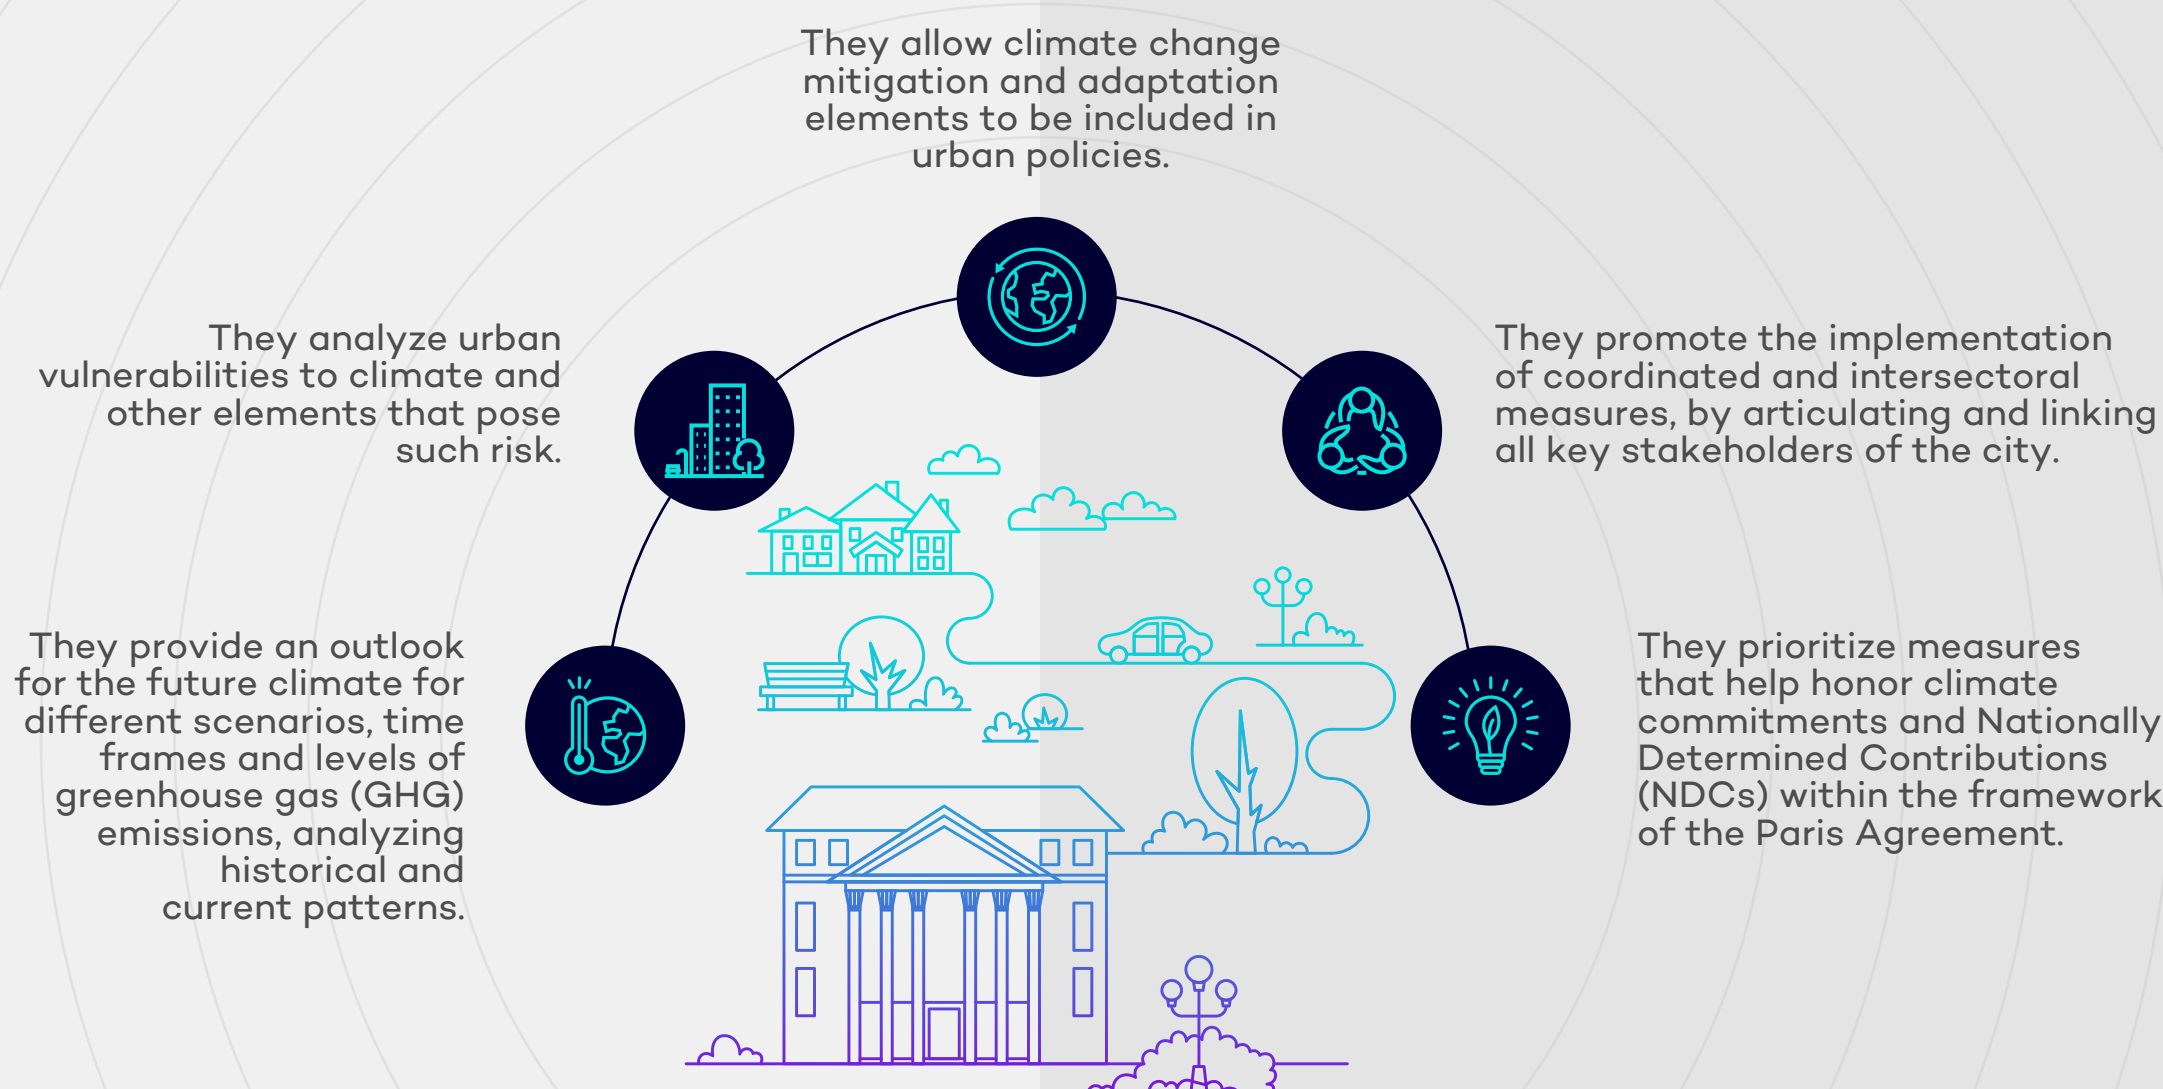 They allow climate change
mitigation and adaptation
elements to be included in
urban policies.
They analyze urban
vulnerabilities to climate and
other elements that pose
such risk.
They promote the implementation
of coordinated and intersectoral
measures, by articulating and linking
all key stakeholders of the city.
They provide an outlook
for the future climate for
different scenarios, time
frames and levels of
greenhouse gas (GHG)
emissions, analyzing
historical and
current patterns.
They prioritize measures
that help honor climate
commitments and Nationally
Determined Contributions
(NDCs) within the framework
of the Paris Agreement.